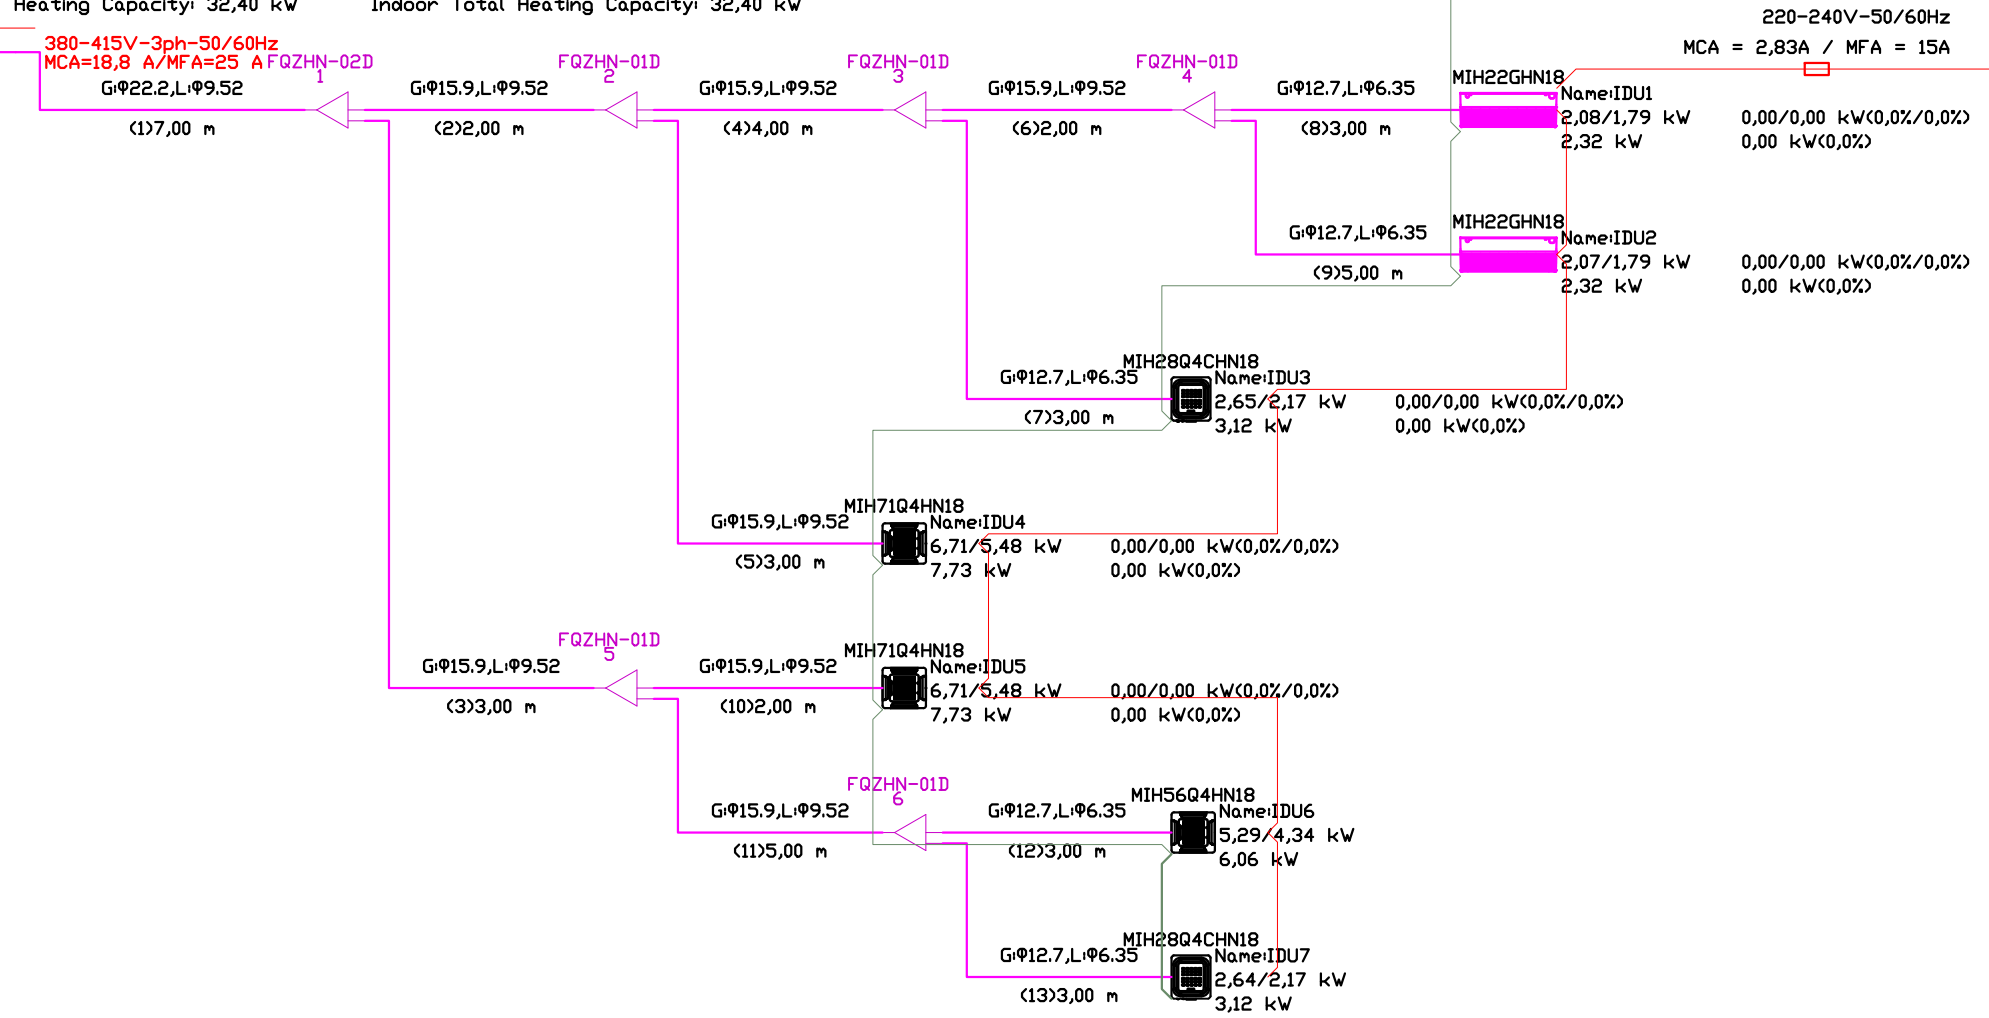 Heating Capacity: 32,40 kW
Indoor Total Heating Capacity: 32,40 kW
220-240V-50/60Hz
MCA = 2,83A / MFA = 15A
380-415V-3ph-50/60Hz
MCA=18,8 A/MFA=25 A
FQZHN-02D
1
FQZHN-01D
2
FQZHN-01D
3
FQZHN-01D
4
G:Φ22.2,L:Φ9.52
(1)7,00 m
G:Φ15.9,L:Φ9.52
(2)2,00 m
G:Φ15.9,L:Φ9.52
(4)4,00 m
G:Φ15.9,L:Φ9.52
(6)2,00 m
G:Φ12.7,L:Φ6.35
(8)3,00 m
MIH22GHN18
Name:IDU1
2,08/1,79 kW 0,00/0,00 kW(0,0%/0,0%)
2,32 kW 0,00 kW(0,0%)
G:Φ12.7,L:Φ6.35
(9)5,00 m
MIH22GHN18
Name:IDU2
2,07/1,79 kW 0,00/0,00 kW(0,0%/0,0%)
2,32 kW 0,00 kW(0,0%)
G:Φ12.7,L:Φ6.35
(7)3,00 m
MIH28Q4CHN18
Name:IDU3
2,65/2,17 kW 0,00/0,00 kW(0,0%/0,0%)
3,12 kW 0,00 kW(0,0%)
G:Φ15.9,L:Φ9.52
(5)3,00 m
MIH71Q4HN18
Name:IDU4
6,71/5,48 kW 0,00/0,00 kW(0,0%/0,0%)
7,73 kW 0,00 kW(0,0%)
FQZHN-01D
5
G:Φ15.9,L:Φ9.52
(3)3,00 m
G:Φ15.9,L:Φ9.52
(10)2,00 m
MIH71Q4HN18
Name:IDU5
6,71/5,48 kW 0,00/0,00 kW(0,0%/0,0%)
7,73 kW 0,00 kW(0,0%)
FQZHN-01D
6
G:Φ15.9,L:Φ9.52
(11)5,00 m
G:Φ12.7,L:Φ6.35
(12)3,00 m
MIH56Q4HN18
Name:IDU6
5,29/4,34 kW
6,06 kW
G:Φ12.7,L:Φ6.35
(13)3,00 m
MIH28Q4CHN18
Name:IDU7
2,64/2,17 kW
3,12 kW